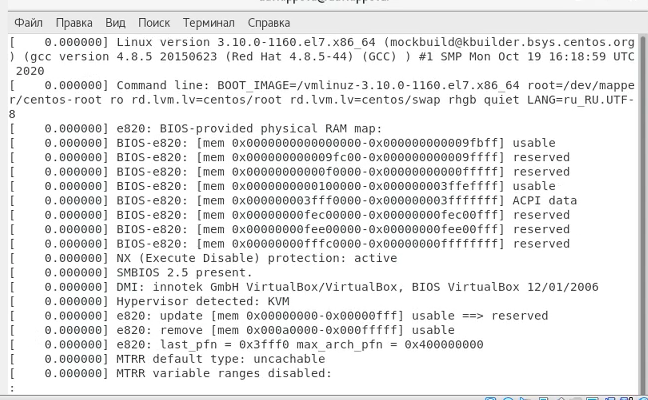 Файл Правка Вид Поиск Терминал Справка
[    0.000000] Linux version 3.10.0-1160.el7.x86_64 (mockbuild@kbuilder.bsys.centos.org
) (gcc version 4.8.5 20150623 (Red Hat 4.8.5-44) (GCC) ) #1 SMP Mon Oct 19 16:18:59 UTC
 2020
[    0.000000] Command line: BOOT_IMAGE=/vmlinuz-3.10.0-1160.el7.x86_64 root=/dev/mappe
r/centos-root ro rd.lvm.lv=centos/root rd.lvm.lv=centos/swap rhgb quiet LANG=ru_RU.UTF-
8
[    0.000000] e820: BIOS-provided physical RAM map:
[    0.000000] BIOS-e820: [mem 0x0000000000000000-0x000000000009fbff] usable
[    0.000000] BIOS-e820: [mem 0x000000000009fc00-0x000000000009ffff] reserved
[    0.000000] BIOS-e820: [mem 0x00000000000f0000-0x00000000000fffff] reserved
[    0.000000] BIOS-e820: [mem 0x0000000000100000-0x000000003ffeffff] usable
[    0.000000] BIOS-e820: [mem 0x000000003fff0000-0x000000003fffffff] ACPI data
[    0.000000] BIOS-e820: [mem 0x00000000fec00000-0x00000000fec00fff] reserved
[    0.000000] BIOS-e820: [mem 0x00000000fee00000-0x00000000fee00fff] reserved
[    0.000000] BIOS-e820: [mem 0x00000000fffc0000-0x00000000ffffffff] reserved
[    0.000000] NX (Execute Disable) protection: active
[    0.000000] SMBIOS 2.5 present.
[    0.000000] DMI: innotek GmbH VirtualBox/VirtualBox, BIOS VirtualBox 12/01/2006
[    0.000000] Hypervisor detected: KVM
[    0.000000] e820: update [mem 0x00000000-0x00000fff] usable ==> reserved
[    0.000000] e820: remove [mem 0x000a0000-0x000fffff] usable
[    0.000000] e820: last_pfn = 0x3fff0 max_arch_pfn = 0x400000000
[    0.000000] MTRR default type: uncachable
[    0.000000] MTRR variable ranges disabled:
: